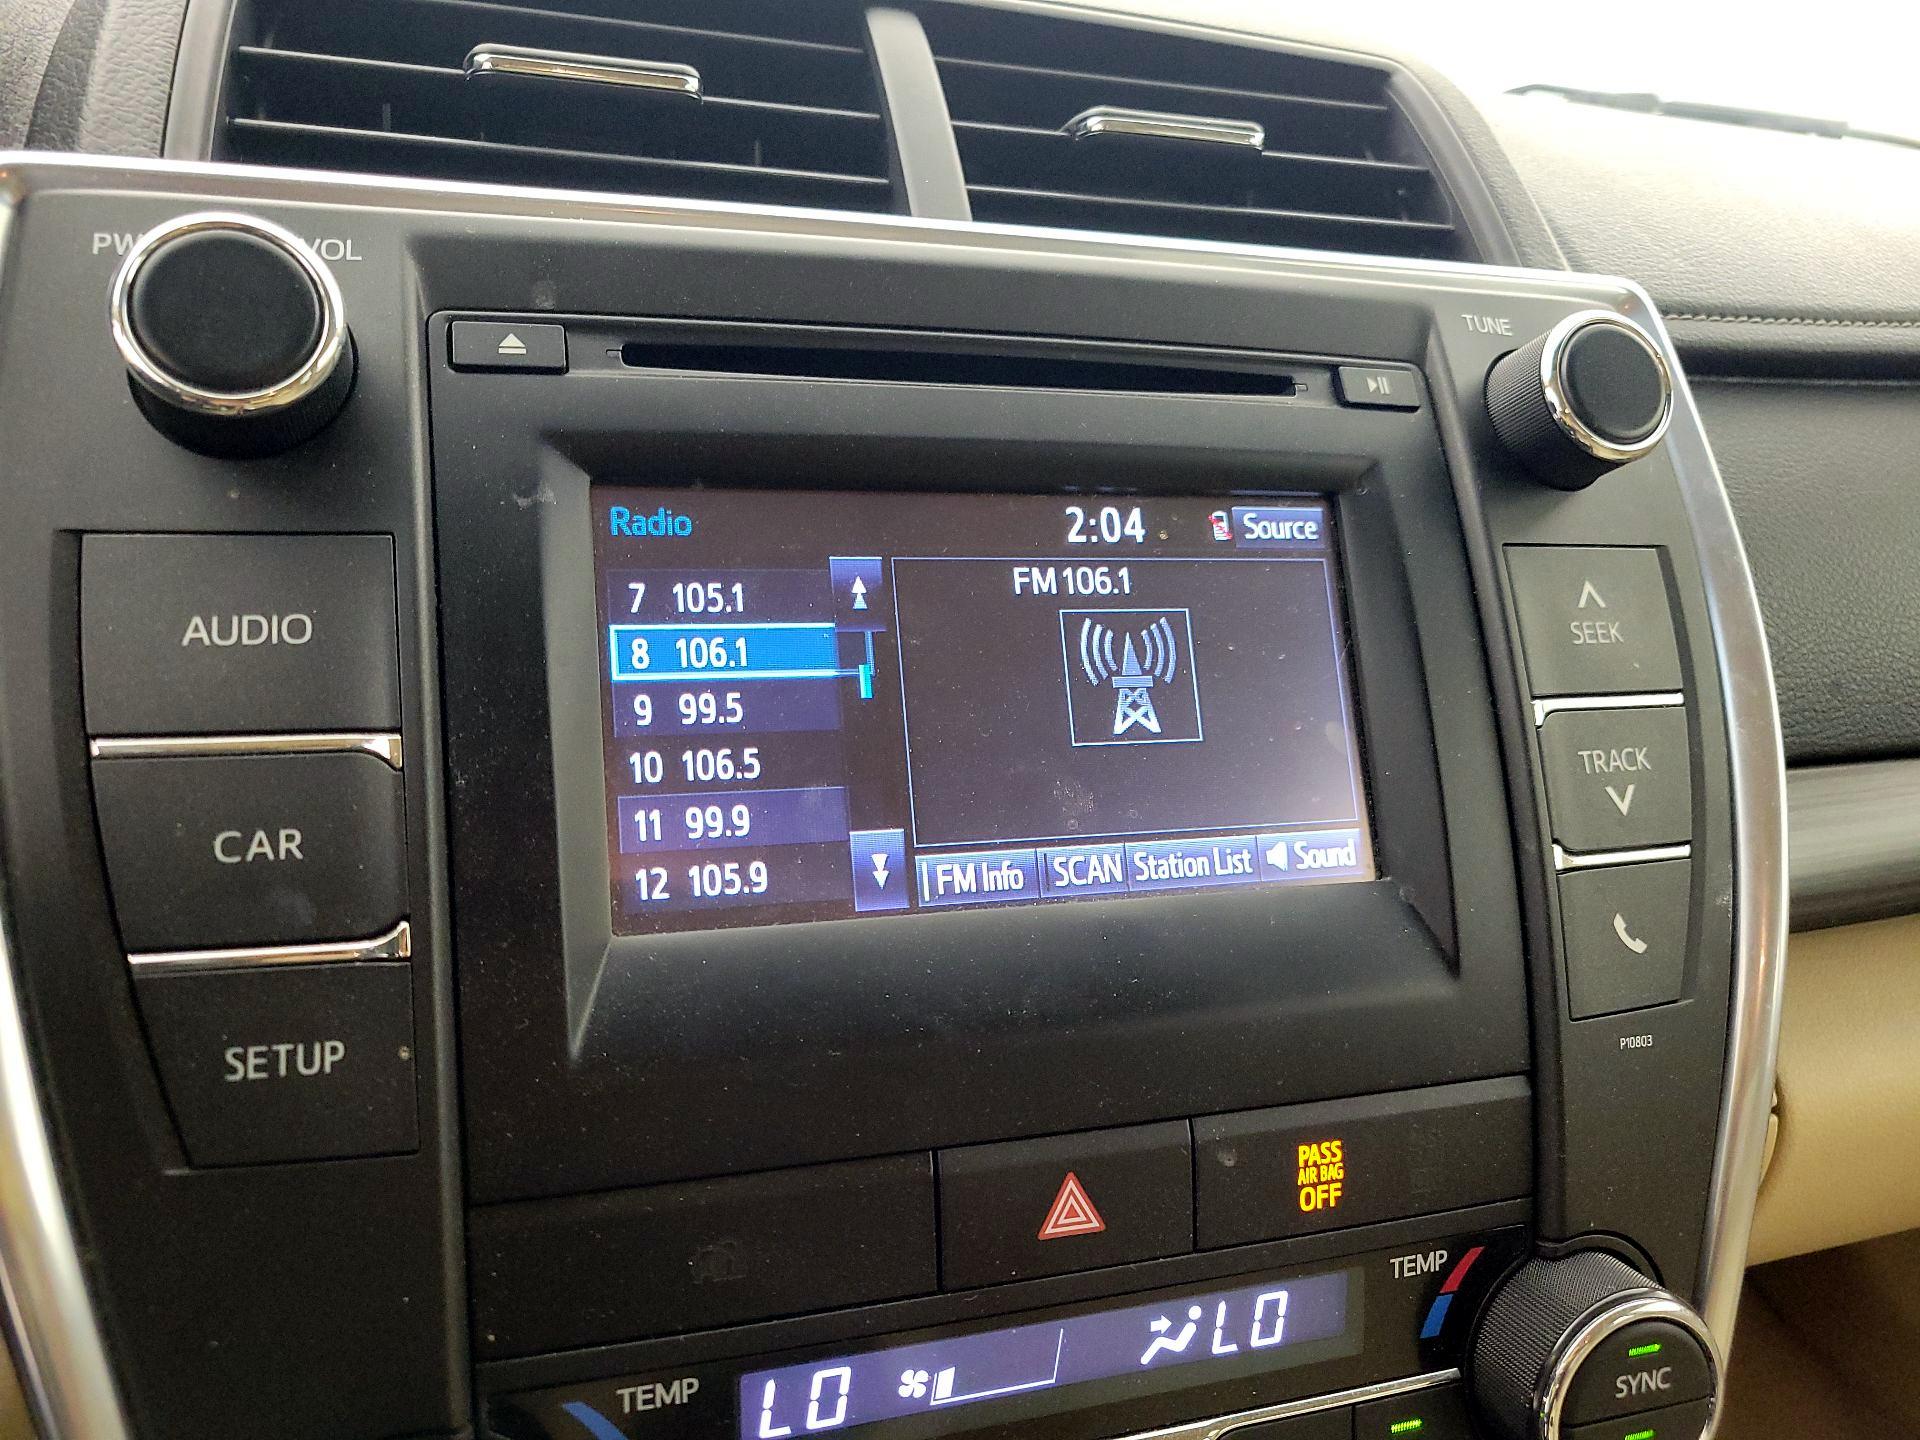 PW VOL
TUNE
AUDIO
CAR
SETUP
Radio
2:04
Source
7 105.1
8 106.1
9 99.5
10 106.5
11 99.9
12 105.9
FM 106.1
FM Info
SCAN
Station List
Sound
SEEK
TRACK
P10803
PASS
AIR BAG
OFF
TEMP
LO
LO
TEMP
SYNC